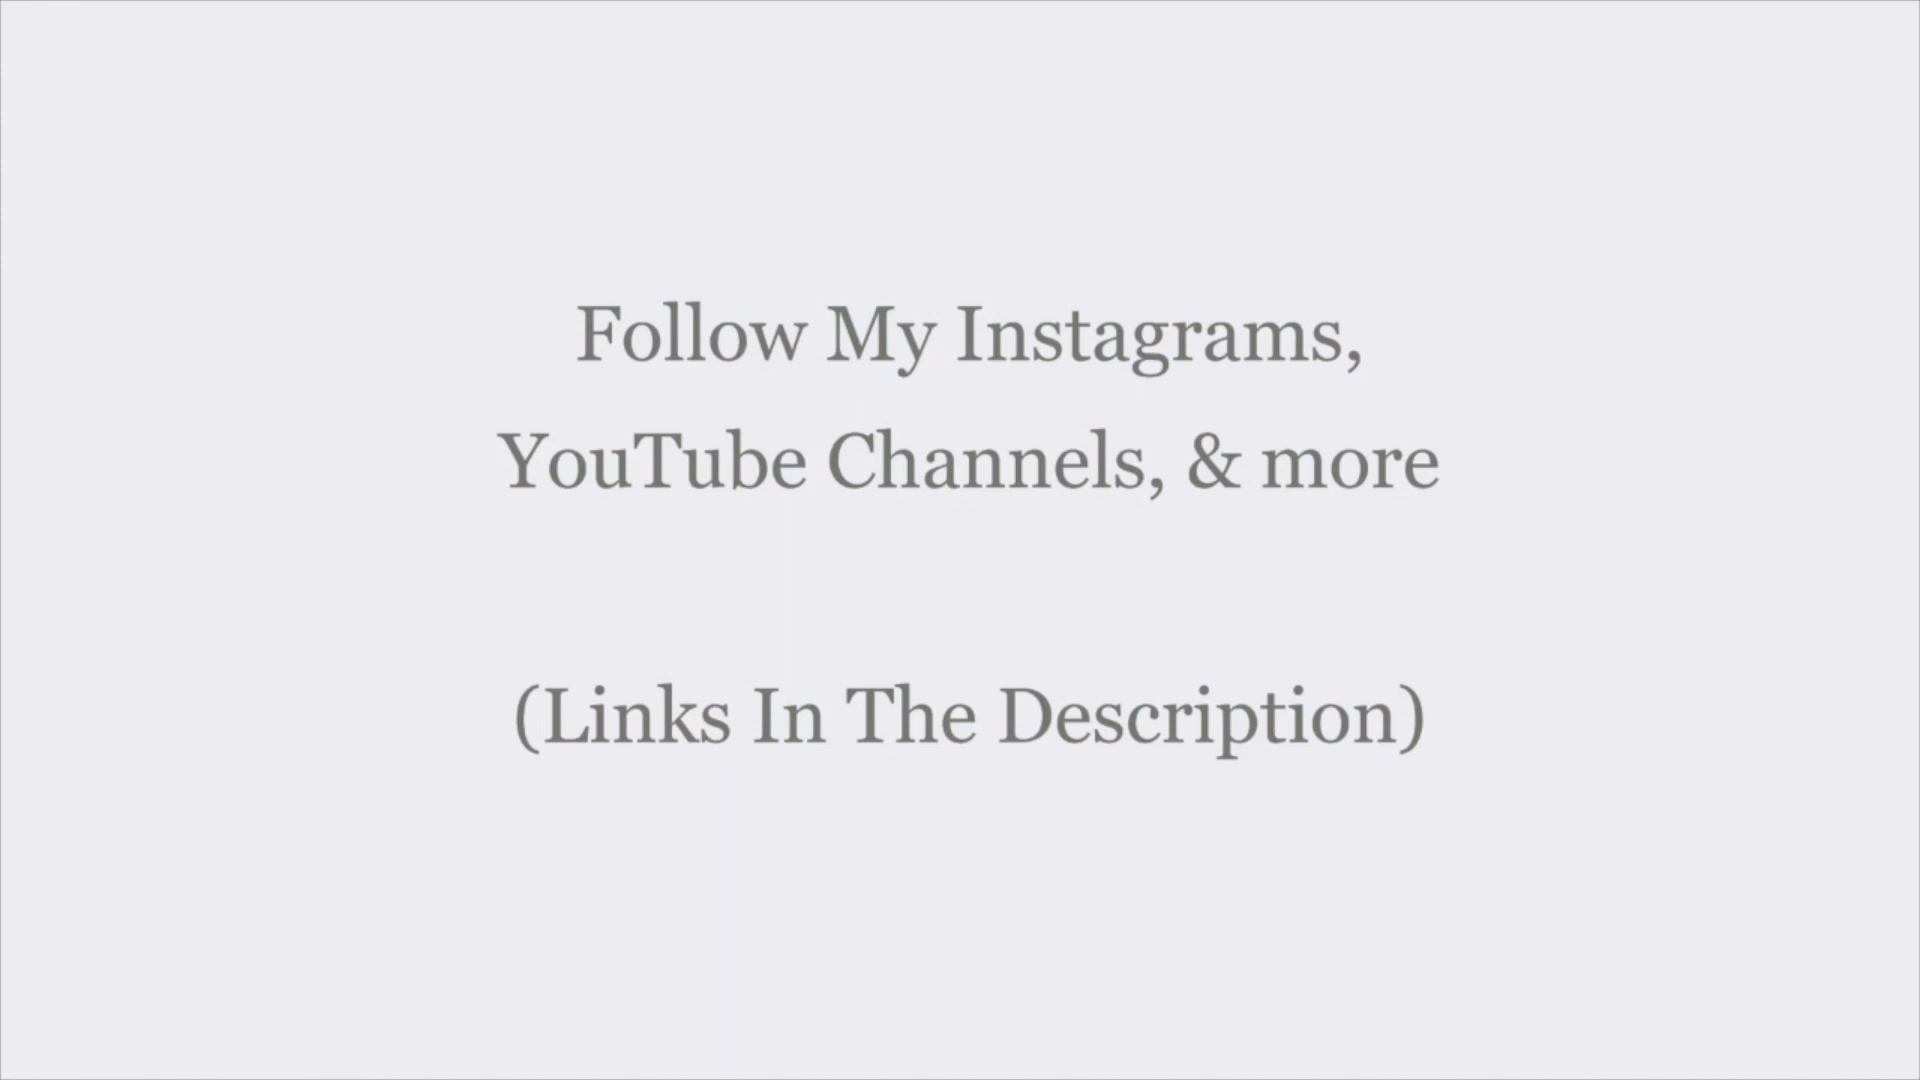 Follow My Instagrams,
YouTube Channels, & more
(Links In The Description)